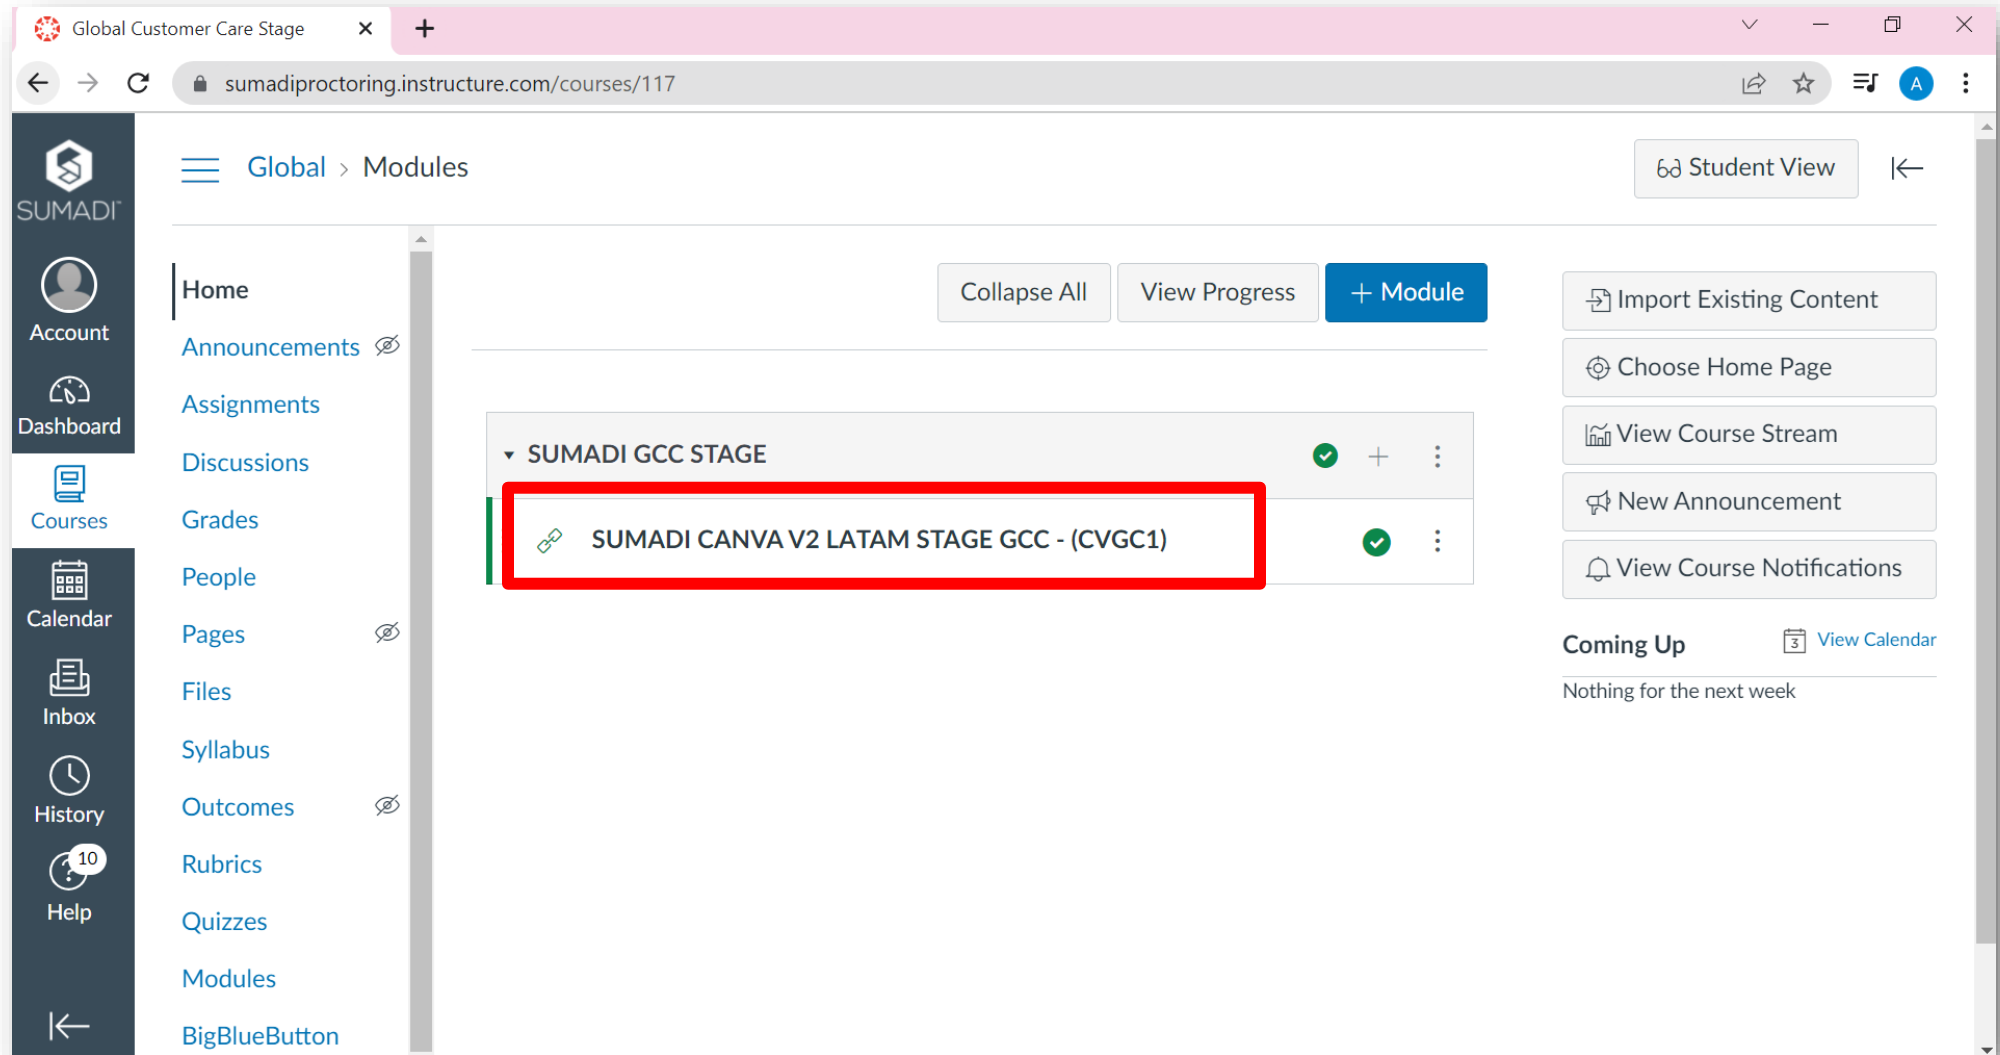 Global Customer Care Stage
sumadiproctoring.instructure.com/courses/117
A
SUMADI™
Account
Dashboard
Courses
Calendar
Inbox
History
10
Help
Global > Modules
Student View
Home
Announcements
Assignments
Discussions
Grades
People
Pages
Files
Syllabus
Outcomes
Rubrics
Quizzes
Modules
BigBlueButton
Collapse All
View Progress
+ Module
SUMADI GCC STAGE
SUMADI CANVA V2 LATAM STAGE GCC - (CVGC1)
Import Existing Content
Choose Home Page
View Course Stream
New Announcement
View Course Notifications
Coming Up
3 View Calendar
Nothing for the next week